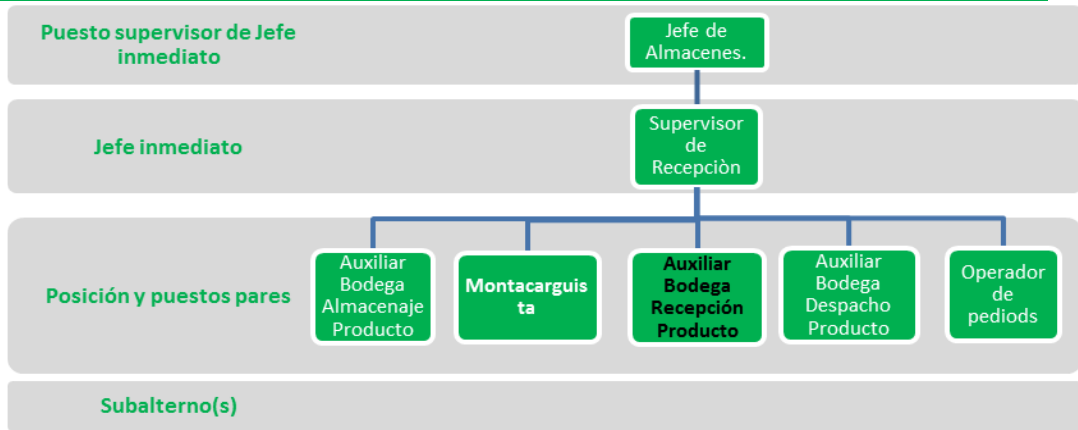 Puesto supervisor de Jefe
inmediato
Jefe de
Almacenes.
Jefe inmediato
Supervisor
de
Recepciòn
Posición y puestos pares
Auxiliar
Bodega
Almacenaje
Producto
Montacarguis
ta
Auxiliar
Bodega
Recepción
Producto
Auxiliar
Bodega
Despacho
Producto
Operador
de
pediods
Subalterno(s)